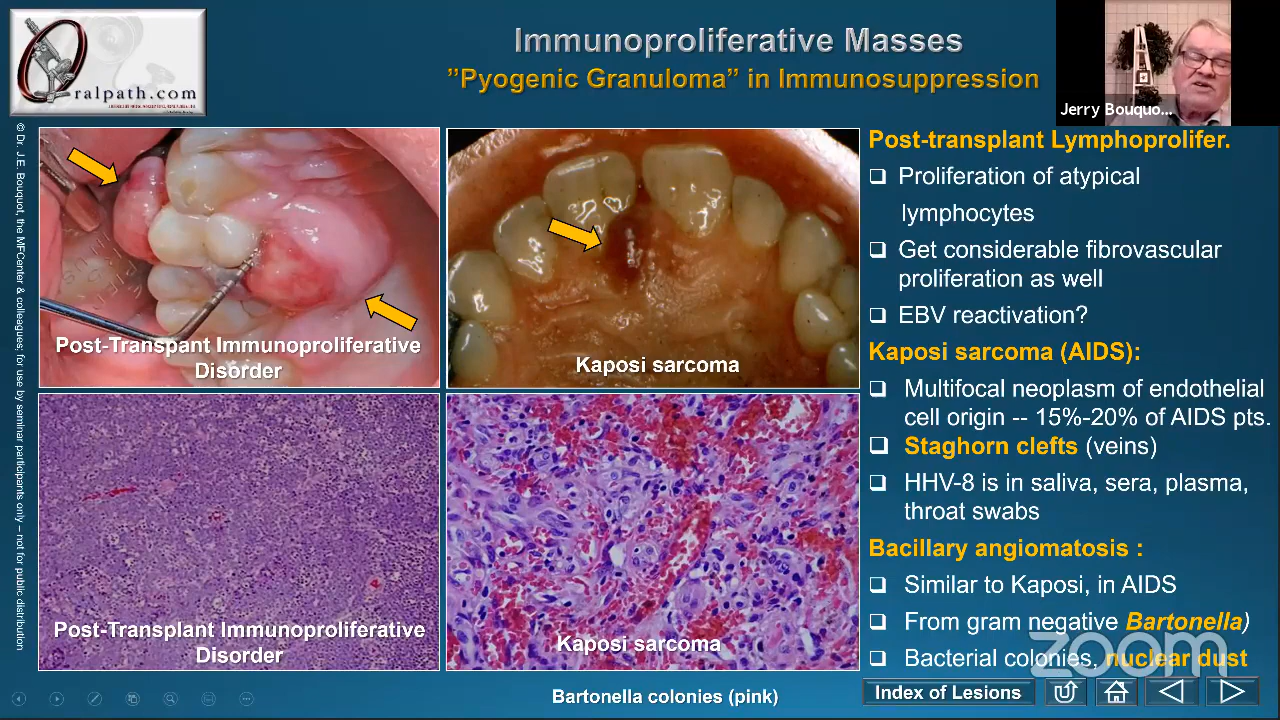 ralpath.com
Immunoproliferative Masses
”Pyogenic Granuloma” in Immunosuppression
Jerry Bouquo...
© Dr. J.E Bouquot, the MFCenter & colleagues; for use by seminar participants only – not for public distribution
Post-Transpant Immunoproliferative
Disorder
Kaposi sarcoma
Post-Transplant Immunoproliferative
Disorder
Kaposi sarcoma
Bartonella colonies (pink)
Post-transplant Lymphoprolifer.
❑ Proliferation of atypical
lymphocytes
❑ Get considerable fibrovascular
proliferation as well
❑ EBV reactivation?
Kaposi sarcoma (AIDS):
❑ Multifocal neoplasm of endothelial
cell origin -- 15%-20% of AIDS pts.
❑ Staghorn clefts (veins)
❑ HHV-8 is in saliva, sera, plasma,
throat swabs
Bacillary angiomatosis :
❑ Similar to Kaposi, in AIDS
❑ From gram negative Bartonella)
❑ Bacterial colonies, nuclear dust
zoom
Index of Lesions